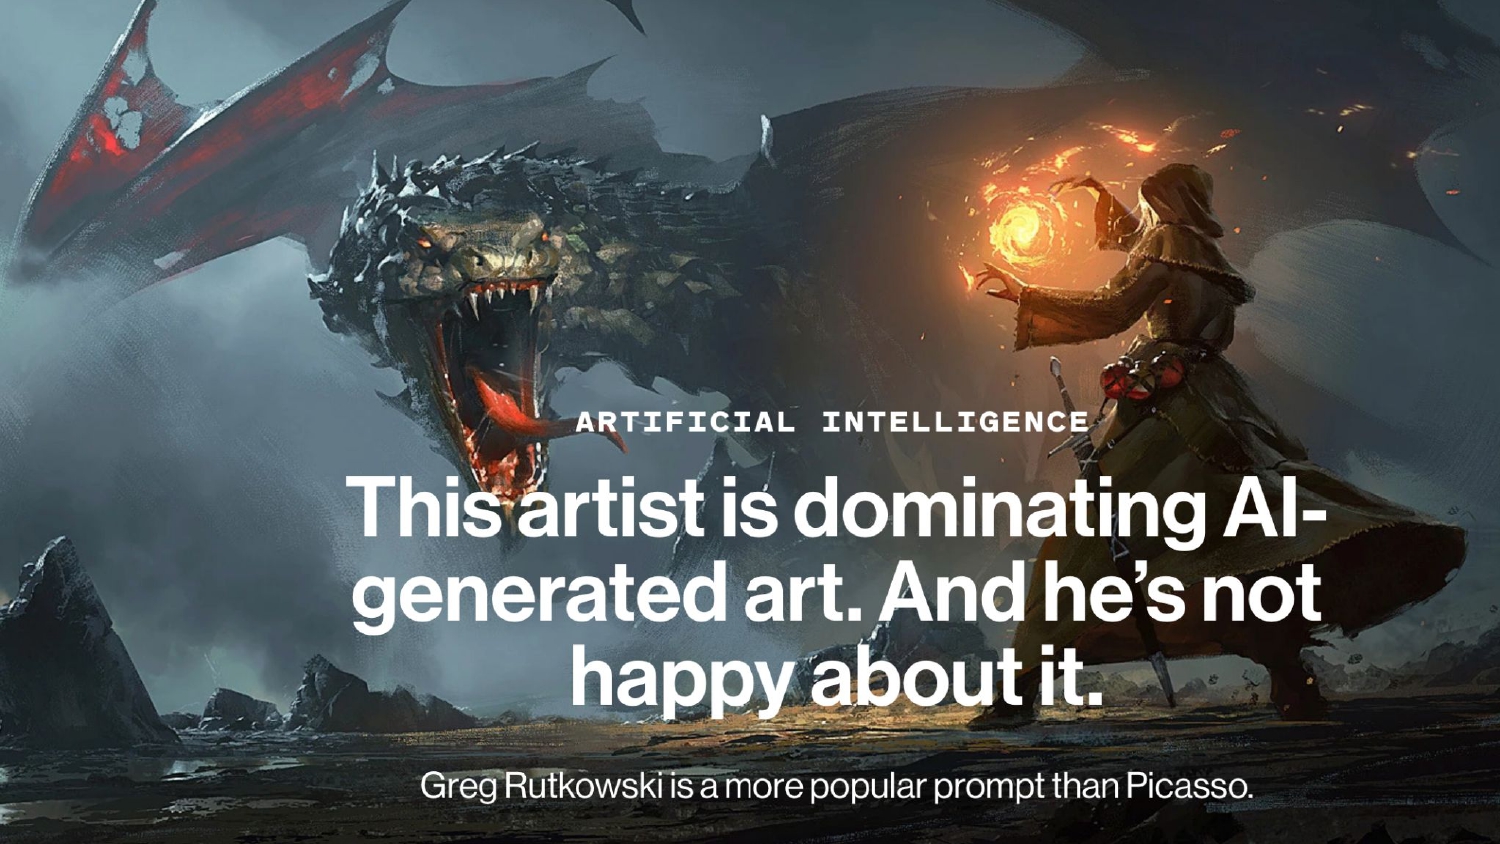 ARTIFICIAL INTELLIGENCE
This artist is dominating AI-
generated art. And he’s not
happy about it.
Greg Rutkowski is a more popular prompt than Picasso.